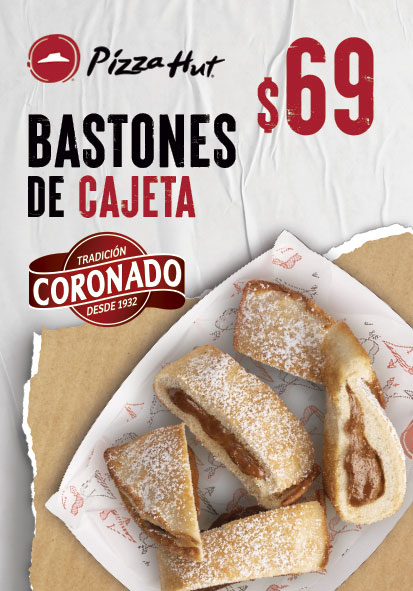 Pizza Hut
$69
BASTONES
DE CAJETA
TRADICIÓN
CORONADO
DESDE 1932